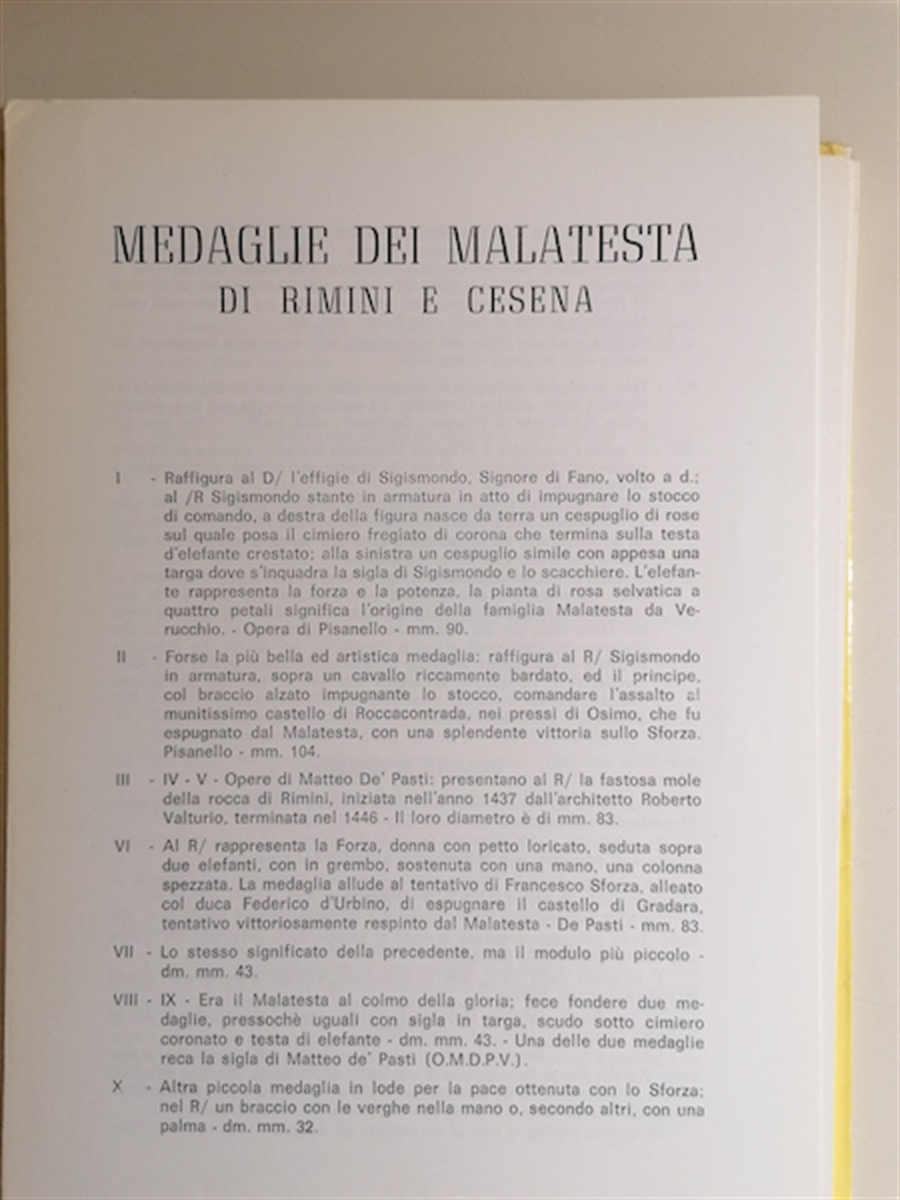 MEDAGLIE DEI MALATESTA
DI RIMINI E CESENA
I - Raffigura al D/ l'effigie di Sigismondo, Signore di Fano, volto a d.;
al /R Sigismondo stante in armatura in atto di impugnare lo stocco
di comando, a destra della figura nasce da terra un cespuglio di rose
sul quale posa il cimiero fregiato di corona che termina sulla testa
d'elefante crestato; alla sinistra un cespuglio simile con appesa una
targa dove s'inquadra la sigla di Sigismondo e lo scacchiere. L'elefan-
te rappresenta la forza e la potenza, la pianta di rosa selvatica a
quattro petali significa l'origine della famiglia Malatesta da Ve-
rucchio. - Opera di Pisanello - mm. 90.
II - Forse la più bella ed artistica medaglia: raffigura al R/ Sigismondo
in armatura, sopra un cavallo riccamente bardato, ed il principe,
col braccio alzato impugnante lo stocco, comandare l'assalto al
munitissimo castello di Roccacontrada, nei pressi di Osimo, che fu
espugnato dal Malatesta, con una splendente vittoria sullo Sforza.
Pisanello - mm. 104.
III - IV - V - Opere di Matteo De' Pasti: presentano al R/ la fastosa mole
della rocca di Rimini, iniziata nell'anno 1437 dall'architetto Roberto
Valturio, terminata nel 1446 - Il loro diametro è di mm. 83.
VI - Al R/ rappresenta la Forza, donna con petto loricato, seduta sopra
due elefanti, con in grembo, sostenuta con una mano, una colonna
spezzata. La medaglia allude al tentativo di Francesco Sforza, alleato
col duca Federico d'Urbino, di espugnare il castello di Gradara,
tentativo vittoriosamente respinto dal Malatesta - De Pasti - mm. 83.
VII - Lo stesso significato della precedente, ma il modulo più piccolo -
dm. mm. 43.
VIII - IX - Era il Malatesta al colmo della gloria; fece fondere due me-
daglie, pressochè uguali con sigla in targa, scudo sotto cimiero
coronato e testa di elefante - dm. mm. 43. - Una delle due medaglie
reca la sigla di Matteo de' Pasti (O.M.D.P.V.).
X - Altra piccola medaglia in lode per la pace ottenuta con lo Sforza;
nel R/ un braccio con le verghe nella mano o, secondo altri, con una
palma - dm. mm. 32.